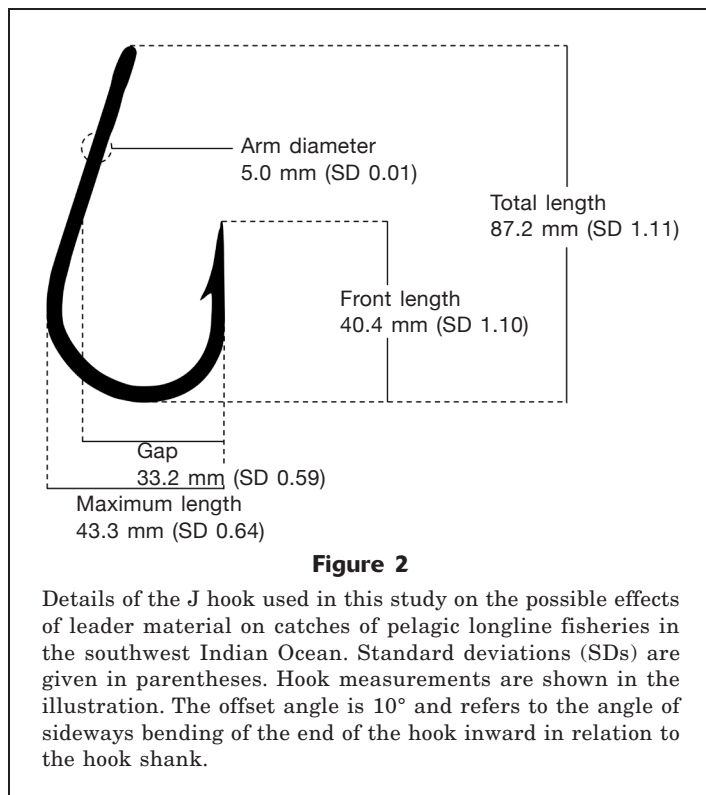 Arm diameter
5.0 mm (SD 0.01)
Total length
87.2 mm (SD 1.11)
Front length
40.4 mm (SD 1.10)
Gap
33.2 mm (SD 0.59)
Maximum length
43.3 mm (SD 0.64)
Figure 2
Details of the J hook used in this study on the possible effects
of leader material on catches of pelagic longline fisheries in
the southwest Indian Ocean. Standard deviations (SDs) are
given in parentheses. Hook measurements are shown in the
illustration. The offset angle is 10° and refers to the angle of
sideways bending of the end of the hook inward in relation to
the hook shank.